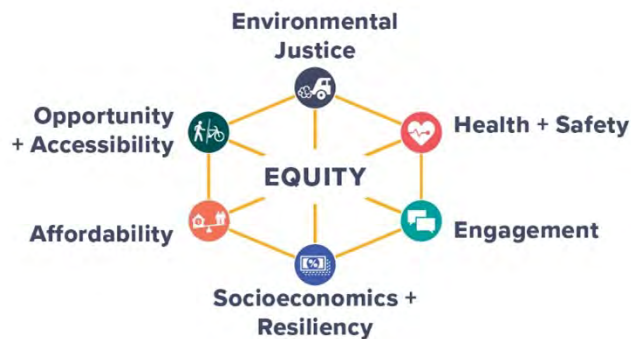 Environmental
Justice
Opportunity
+ Accessibility
Health + Safety
EQUITY
Affordability
Engagement
%
Socioeconomics +
Resiliency